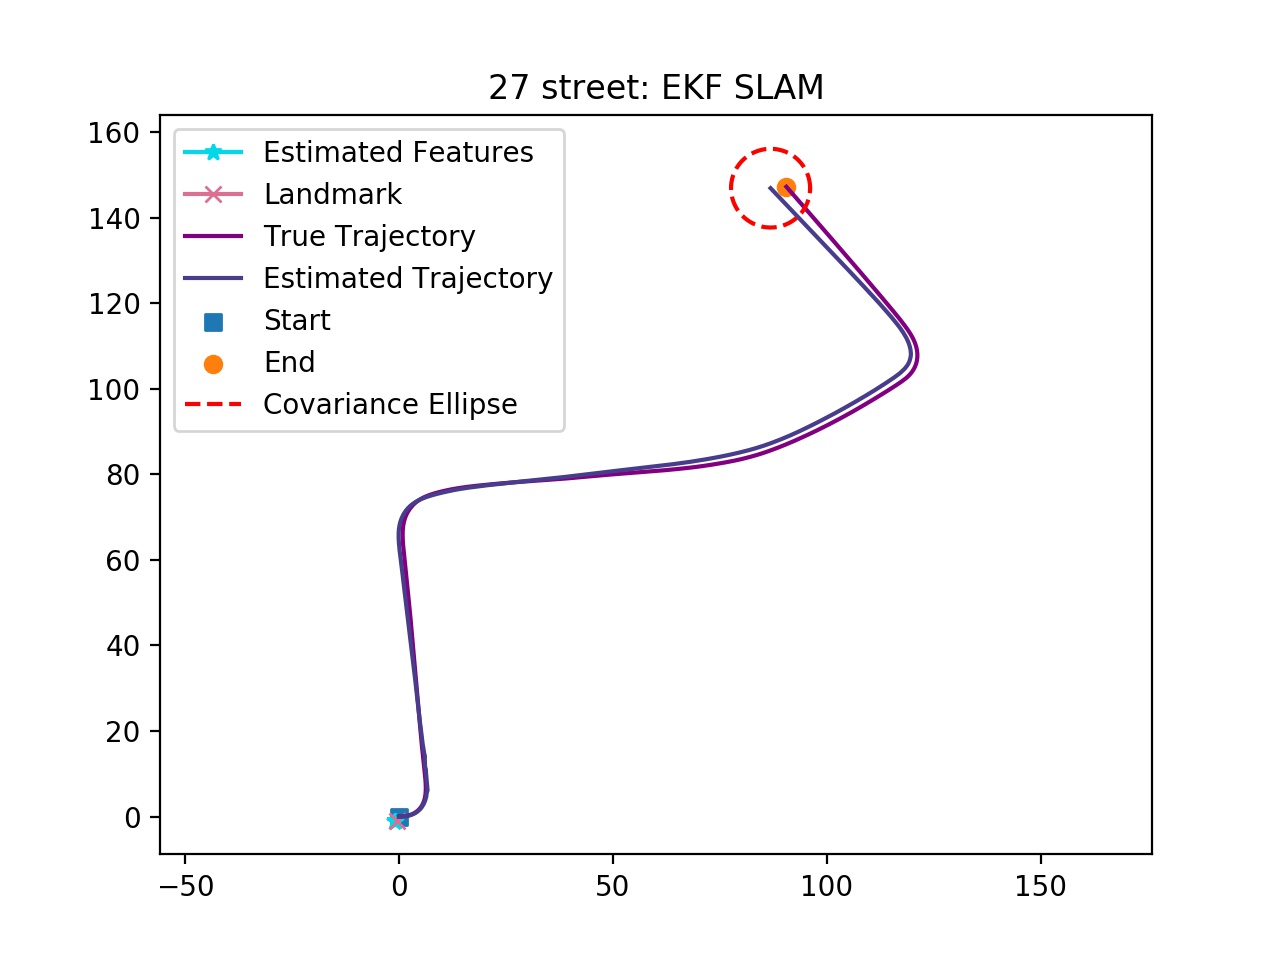 27 street: EKF SLAM
160
140
120
100
80
60
40
20
0
Estimated Features
Landmark
True Trajectory
Estimated Trajectory
Start
End
Covariance Ellipse
−50 0 50 100 150